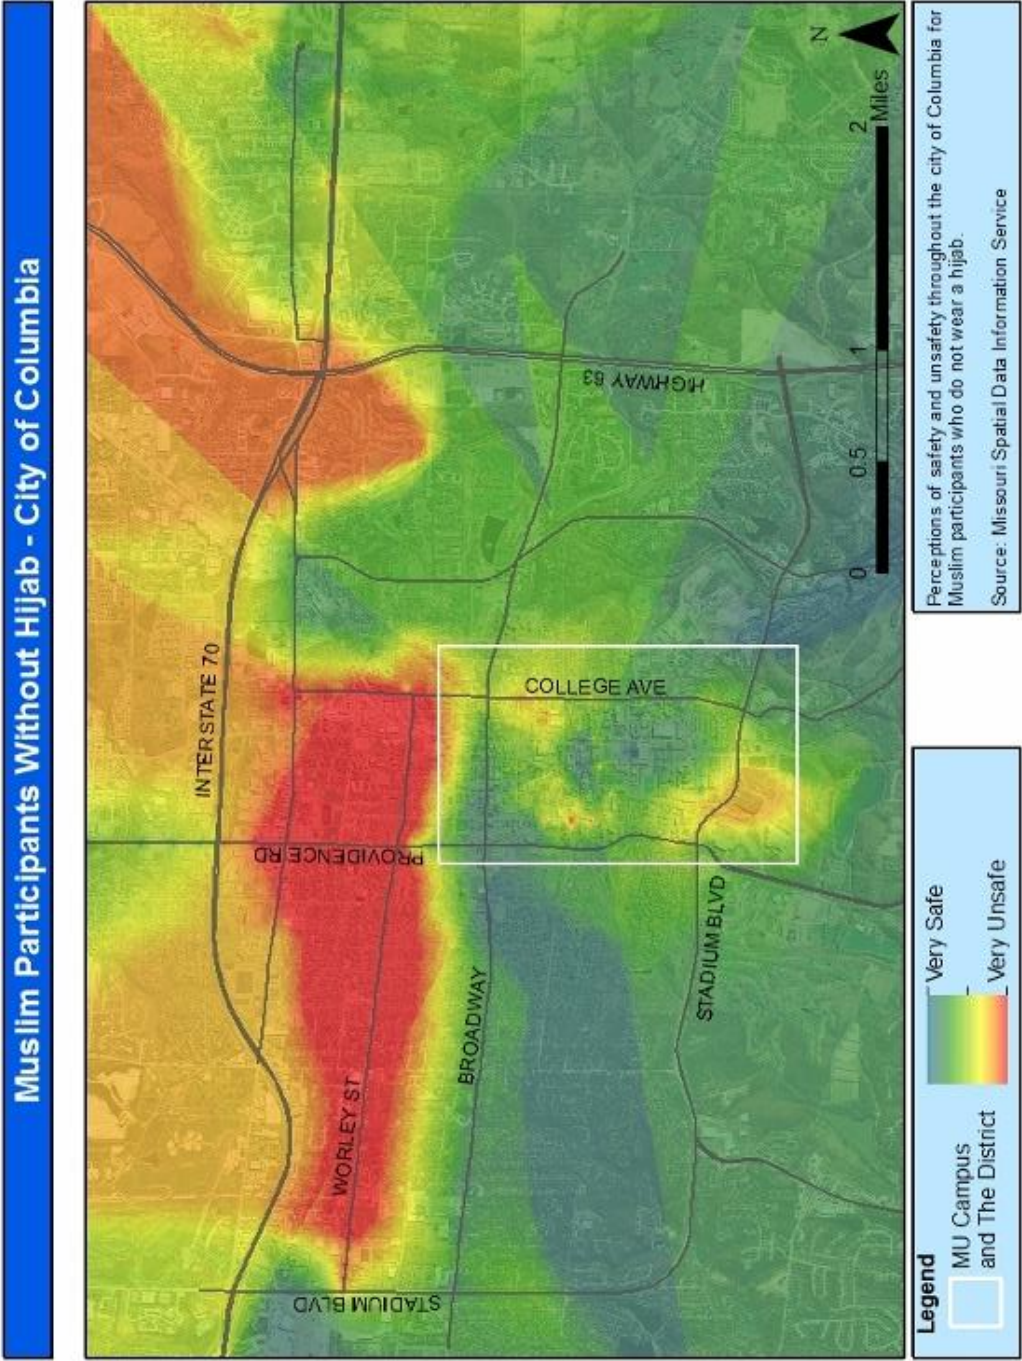 Muslim Participants Without Hijab - City of Columbia
INTERSTATE 70
PROVIDENCE RD
WORLEY ST
STADIUM BLVD
BROADWAY
COLLEGE AVE
STADIUM BLVD
HIGHWAY 63
N
0 0.5 1 2
Miles
Legend
MU Campus
and The District
Very Safe
Very Unsafe
Perceptions of safety and unsafety throughout the city of Columbia for
Muslim participants who do not wear a hijab.
Source: Missouri Spatial Data Information Service